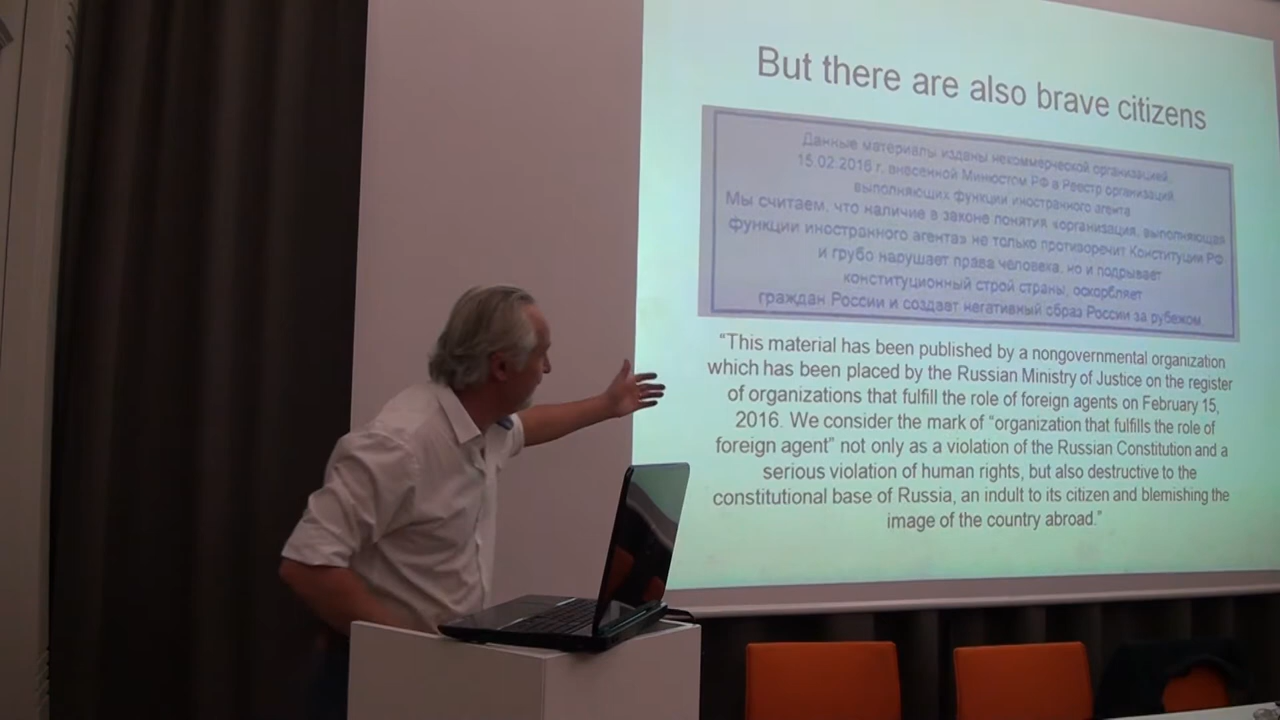 But there are also brave citizens
Данные материалы изданы некоммерческой организацией,
15.02.2016 г. внесенной Минюстом РФ в Реестр организаций,
выполняющих функции иностранного агента
Мы считаем, что наличие в законе понятия «организация, выполняющая
функции иностранного агента» не только противоречит Конституции РФ
и грубо нарушает права человека, но и подрывает
конституционный строй страны, оскорбляет
граждан России и создает негативный образ России за рубежом
“This material has been published by a nongovernmental organization
which has been placed by the Russian Ministry of Justice on the register
of organizations that fulfill the role of foreign agents on February 15,
2016. We consider the mark of “organization that fulfills the role of
foreign agent” not only as a violation of the Russian Constitution and a
serious violation of human rights, but also destructive to the
constitutional base of Russia, an indult to its citizen and blemishing the
image of the country abroad.”